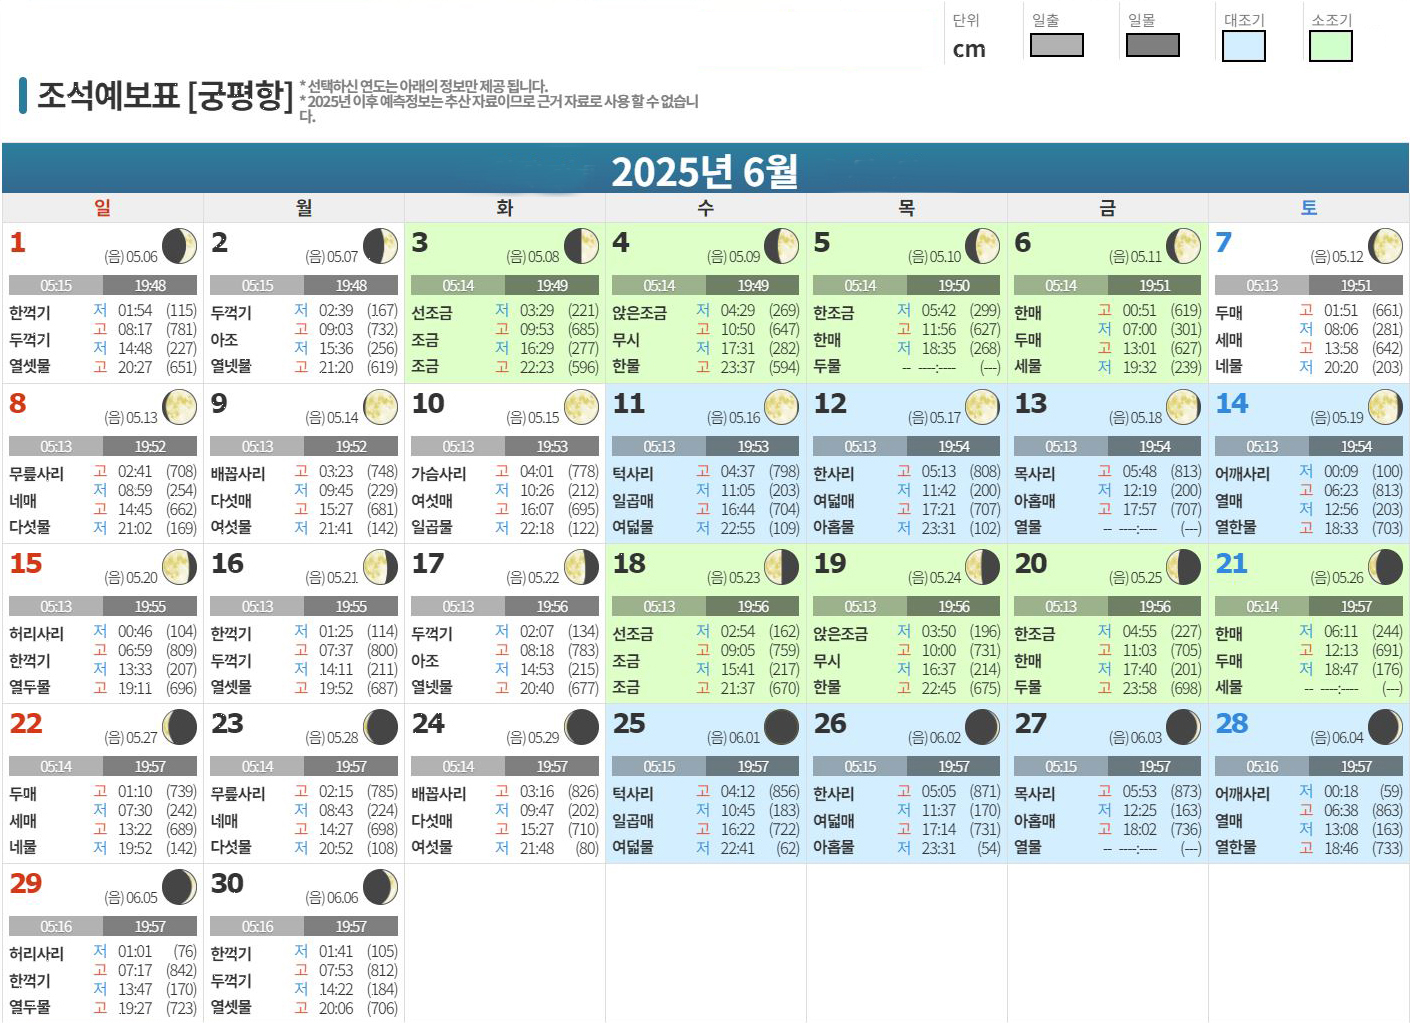 단위 일출 일몰 대조기 소조기
cm
조석예보표 [궁평항]
* 선택하신 연도는 아래의 정보만 제공 됩니다.
* 2025년 이후 예측정보는 추산 자료이므로 근거 자료로 사용 할 수 없습니
다.
2025년 6월
일 월 화 수 목 금 토
1 (음) 05.06 2 (음) 05.07 3 (음) 05.08 4 (음) 05.09 5 (음) 05.10 6 (음) 05.11 7 (음) 05.12
05:15 19:48 05:15 19:48 05:14 19:49 05:14 19:49 05:14 19:50 05:14 19:51 05:13 19:51
한꺽기 두꺽기 선조금 앉은조금 한조금 한매 두매
저 01:54 (115) 저 02:39 (167) 저 03:29 (221) 저 04:29 (269) 저 05:42 (299) 고 00:51 (619) 고 01:51 (661)
고 08:17 (781) 고 09:03 (732) 고 09:53 (685) 고 10:50 (647) 고 11:56 (627) 저 07:00 (301) 저 08:06 (281)
두꺽기 아조 조금 무시 한매 두매 세매
저 14:48 (227) 저 15:36 (256) 저 16:29 (277) 저 17:31 (282) 저 18:35 (268) 고 13:01 (627) 고 13:58 (642)
열셋물 열넷물 조금 한물 두물 세물 네물
고 20:27 (651) 고 21:20 (619) 고 22:23 (596) 고 23:37 (594) -- ----:---- (---) 저 19:32 (239) 저 20:20 (203)
8 (음) 05.13 9 (음) 05.14 10 (음) 05.15 11 (음) 05.16 12 (음) 05.17 13 (음) 05.18 14 (음) 05.19
05:13 19:52 05:13 19:52 05:13 19:53 05:13 19:53 05:13 19:54 05:13 19:54 05:13 19:54
무릎사리 배꼽사리 가슴사리 턱사리 한사리 목사리 어깨사리
고 02:41 (708) 고 03:23 (748) 고 04:01 (778) 고 04:37 (798) 고 05:13 (808) 고 05:48 (813) 저 00:09 (100)
저 08:59 (254) 저 09:45 (229) 저 10:26 (212) 저 11:05 (203) 저 11:42 (200) 저 12:19 (200) 고 06:23 (813)
네매 다섯매 여섯매 일곱매 여덟매 아홉매 열매
고 14:45 (662) 고 15:27 (681) 고 16:07 (695) 고 16:44 (704) 고 17:21 (707) 고 17:57 (707) 저 12:56 (203)
다섯물 여섯물 일곱물 여덟물 아홉물 열물 열한물
저 21:02 (169) 저 21:41 (142) 저 22:18 (122) 저 22:55 (109) 저 23:31 (102) -- ----:---- (---) 고 18:33 (703)
15 (음) 05.20 16 (음) 05.21 17 (음) 05.22 18 (음) 05.23 19 (음) 05.24 20 (음) 05.25 21 (음) 05.26
05:13 19:55 05:13 19:55 05:13 19:56 05:13 19:56 05:13 19:56 05:13 19:56 05:14 19:57
허리사리 한꺽기 두꺽기 선조금 앉은조금 한조금 한매
저 00:46 (104) 저 01:25 (114) 저 02:07 (134) 저 02:54 (162) 저 03:50 (196) 저 04:55 (227) 저 06:11 (244)
고 06:59 (809) 고 07:37 (800) 고 08:18 (783) 고 09:05 (759) 고 10:00 (731) 고 11:03 (705) 고 12:13 (691)
한꺽기 두꺽기 아조 조금 무시 한매 두매
저 13:33 (207) 저 14:11 (211) 저 14:53 (215) 저 15:41 (217) 저 16:37 (214) 저 17:40 (201) 저 18:47 (176)
열두물 열셋물 열넷물 조금 한물 두물 세물
고 19:11 (696) 고 19:52 (687) 고 20:40 (677) 고 21:37 (670) 고 22:45 (675) 고 23:58 (698) -- ----:---- (---)
22 (음) 05.27 23 (음) 05.28 24 (음) 05.29 25 (음) 06.01 26 (음) 06.02 27 (음) 06.03 28 (음) 06.04
05:14 19:57 05:14 19:57 05:14 19:57 05:15 19:57 05:15 19:57 05:15 19:57 05:16 19:57
두매 무릎사리 배꼽사리 턱사리 한사리 목사리 어깨사리
고 01:10 (739) 고 02:15 (785) 고 03:16 (826) 고 04:12 (856) 고 05:05 (871) 고 05:53 (873) 저 00:18 (59)
저 07:30 (242) 저 08:43 (224) 저 09:47 (202) 저 10:45 (183) 저 11:37 (170) 저 12:25 (163) 고 06:38 (863)
세매 네매 다섯매 일곱매 여덟매 아홉매 열매
고 13:22 (689) 고 14:27 (698) 고 15:27 (710) 고 16:22 (722) 고 17:14 (731) 고 18:02 (736) 저 13:08 (163)
네물 다섯물 여섯물 여덟물 아홉물 열물 열한물
저 19:52 (142) 저 20:52 (108) 저 21:48 (80) 저 22:41 (62) 저 23:31 (54) -- ----:---- (---) 고 18:46 (733)
29 (음) 06.05 30 (음) 06.06
05:16 19:57 05:16 19:57
허리사리 한꺽기
저 01:01 (76) 저 01:41 (105)
고 07:17 (842) 고 07:53 (812)
한꺽기 두꺽기
저 13:47 (170) 저 14:22 (184)
열두물 열셋물
고 19:27 (723) 고 20:06 (706)